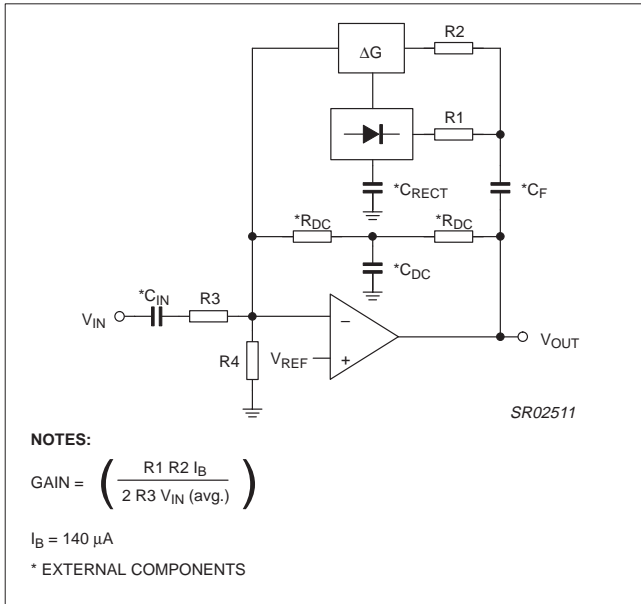 R2
ΔG
R1
*CRECT
*CF
*RDC
*RDC
*CDC
*CIN
R3
VIN
−
R4
VREF
+
VOUT
SR02511
NOTES:
GAIN = ( R1 R2 IB
2 R3 VIN (avg.) )
IB = 140 μA
* EXTERNAL COMPONENTS